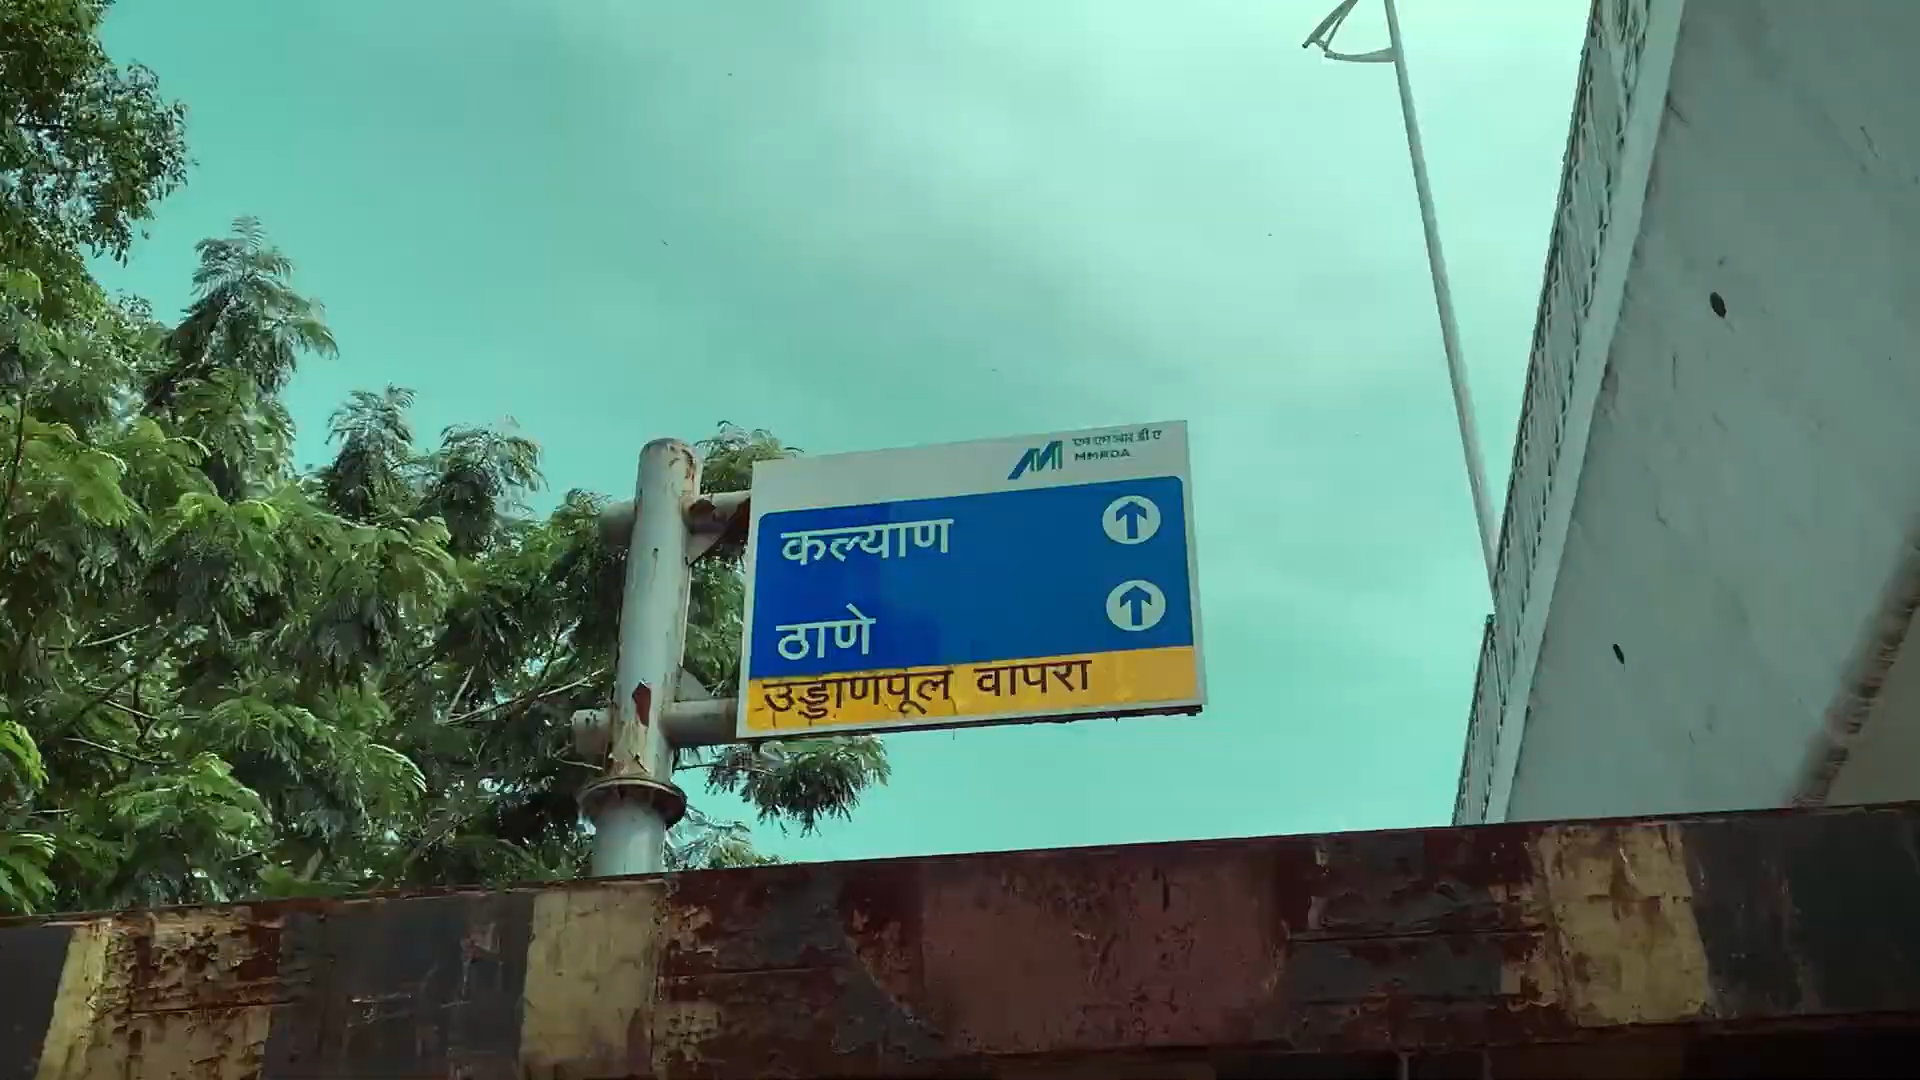 एम एम आर डी ए
MMRDA
कल्याण
ठाणे
उड्डाणपूल वापरा